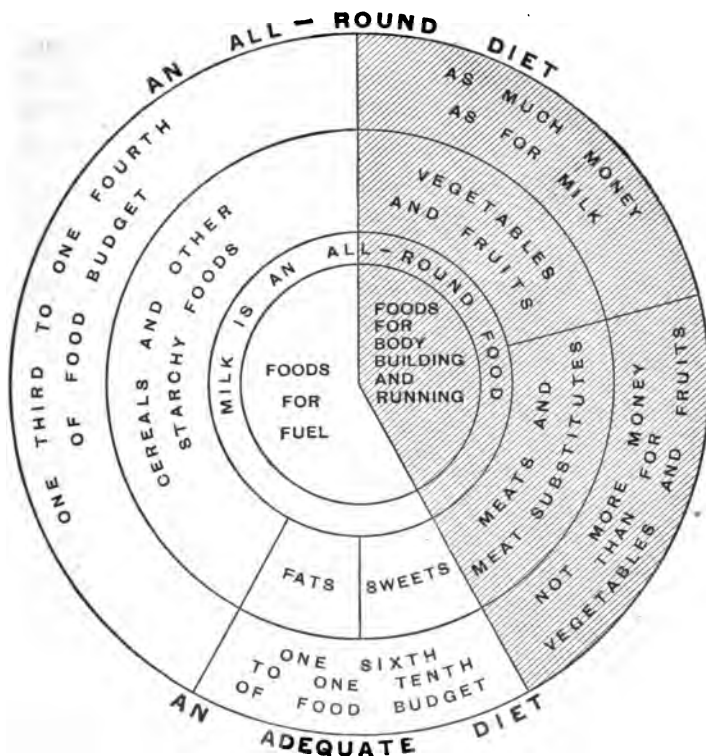 AN ALL-ROUND DIET
AS MUCH MONEY
AS FOR MILK
VEGETABLES
AND FRUITS
ONE THIRD TO ONE FOURTH
OF FOOD BUDGET
CEREALS AND OTHER
STARCHY FOODS
MILK IS AN ALL-ROUND FOOD
FOODS
FOR
BODY
BUILDING
AND
RUNNING
FOODS
FOR
FUEL
MEATS AND
MEAT SUBSTITUTES
NOT MORE MONEY
THAN FOR
VEGETABLES AND FRUITS
FATS
SWEETS
ONE SIXTH
TO ONE TENTH
OF FOOD BUDGET
AN ADEQUATE DIET